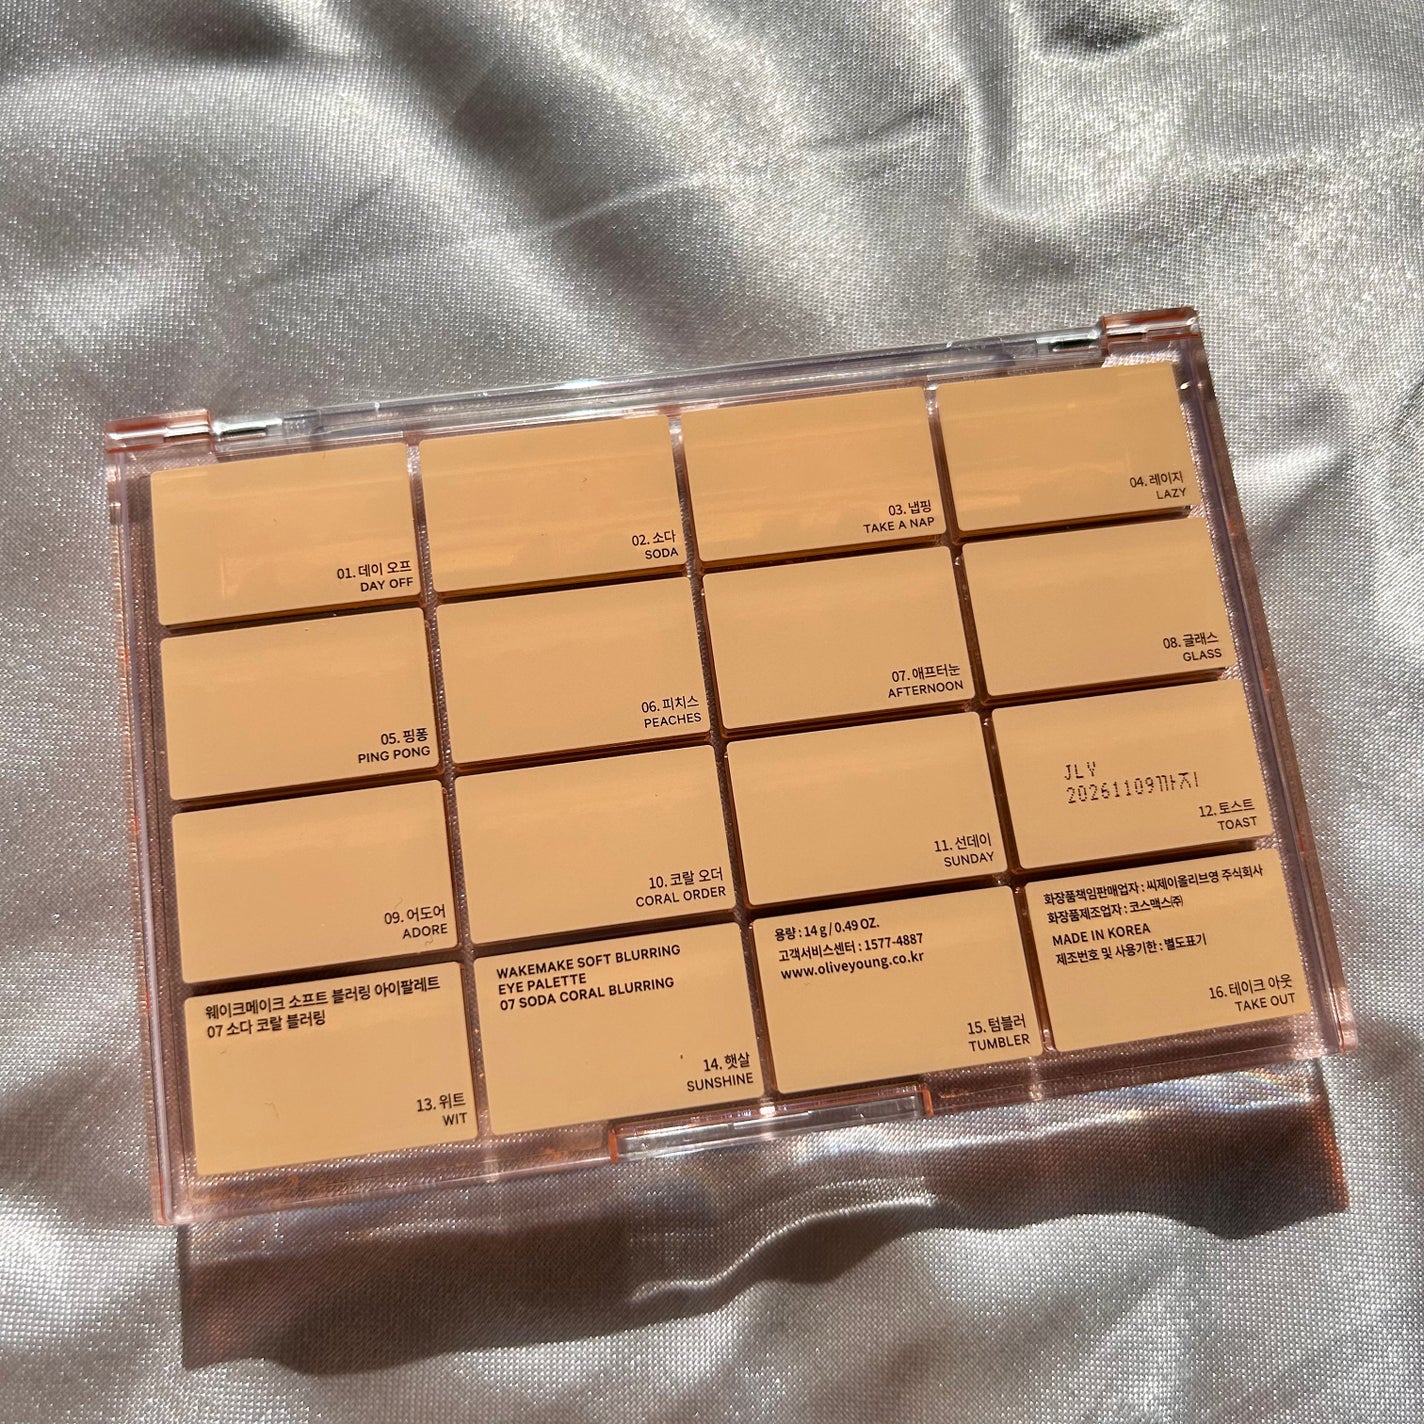 01. 데이 오프
DAY OFF
02. 소다
SODA
03. 냅핑
TAKE A NAP
04. 레이지
LAZY
05. 핑퐁
PING PONG
06. 피치스
PEACHES
07. 애프터눈
AFTERNOON
08. 글래스
GLASS
09. 어도어
ADORE
10. 코랄 오더
CORAL ORDER
11. 선데이
SUNDAY
JLY
20261109까지
12. 토스트
TOAST
웨이크메이크 소프트 블러링 아이팔레트
07 소다 코랄 블러링
13. 위트
WIT
WAKEMAKE SOFT BLURRING
EYE PALETTE
07 SODA CORAL BLURRING
14. 햇살
SUNSHINE
용량 : 14 g / 0.49 OZ.
고객서비스센터 : 1577-4887
www.oliveyoung.co.kr
15. 텀블러
TUMBLER
화장품책임판매업자 : 씨제이올리브영 주식회사
화장품제조업자 : 코스맥스㈜
MADE IN KOREA
제조번호 및 사용기한 : 별도표기
16. 테이크 아웃
TAKE OUT